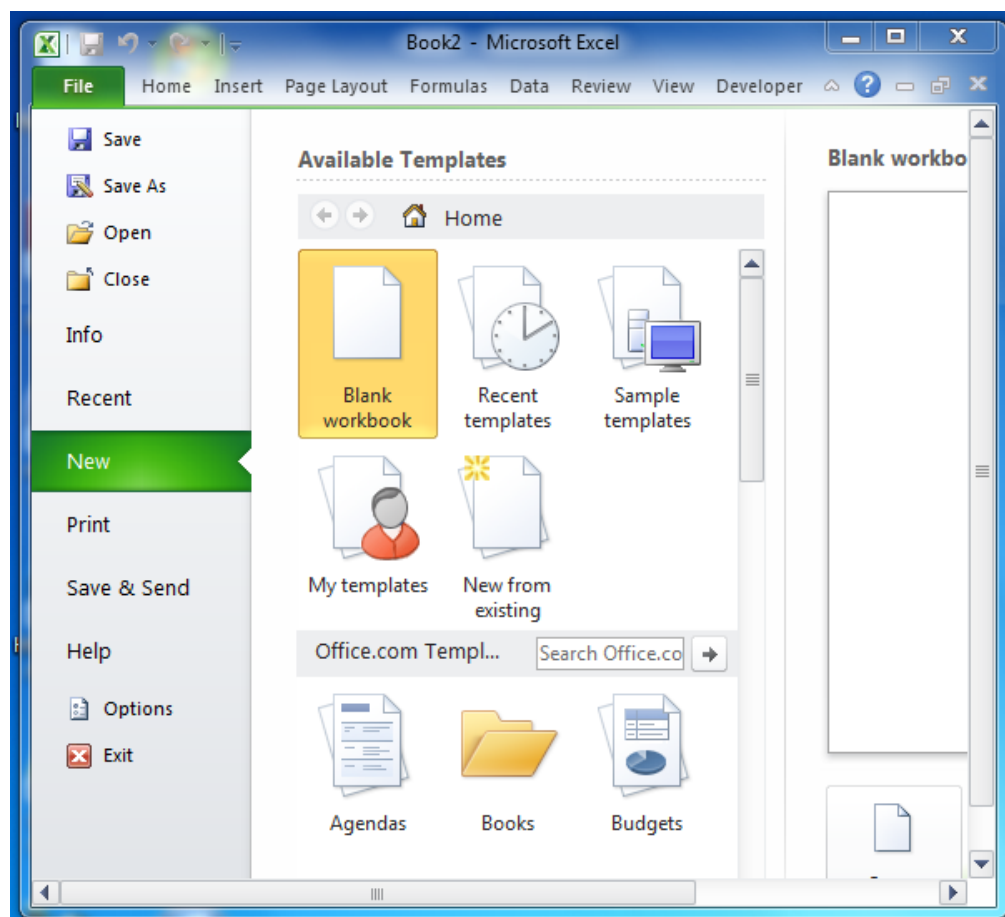 Book2 - Microsoft Excel
File Home Insert Page Layout Formulas Data Review View Developer
Save
Save As
Open
Close
Info
Recent
New
Print
Save & Send
Help
Options
Exit
Available Templates
Home
Blank
workbook
Recent
templates
Sample
templates
My templates
New from
existing
Office.com Templ... Search Office.co
Agendas
Books
Budgets
Blank workbo